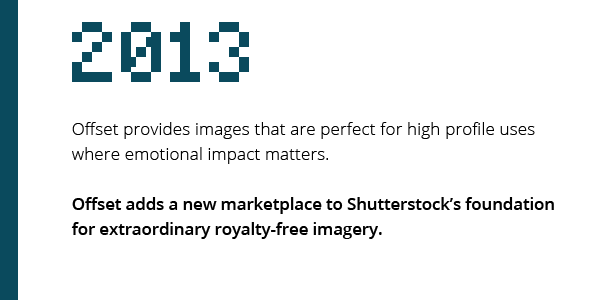 2013
Offset provides images that are perfect for high profile uses
where emotional impact matters.
Offset adds a new marketplace to Shutterstock’s foundation
for extraordinary royalty-free imagery.